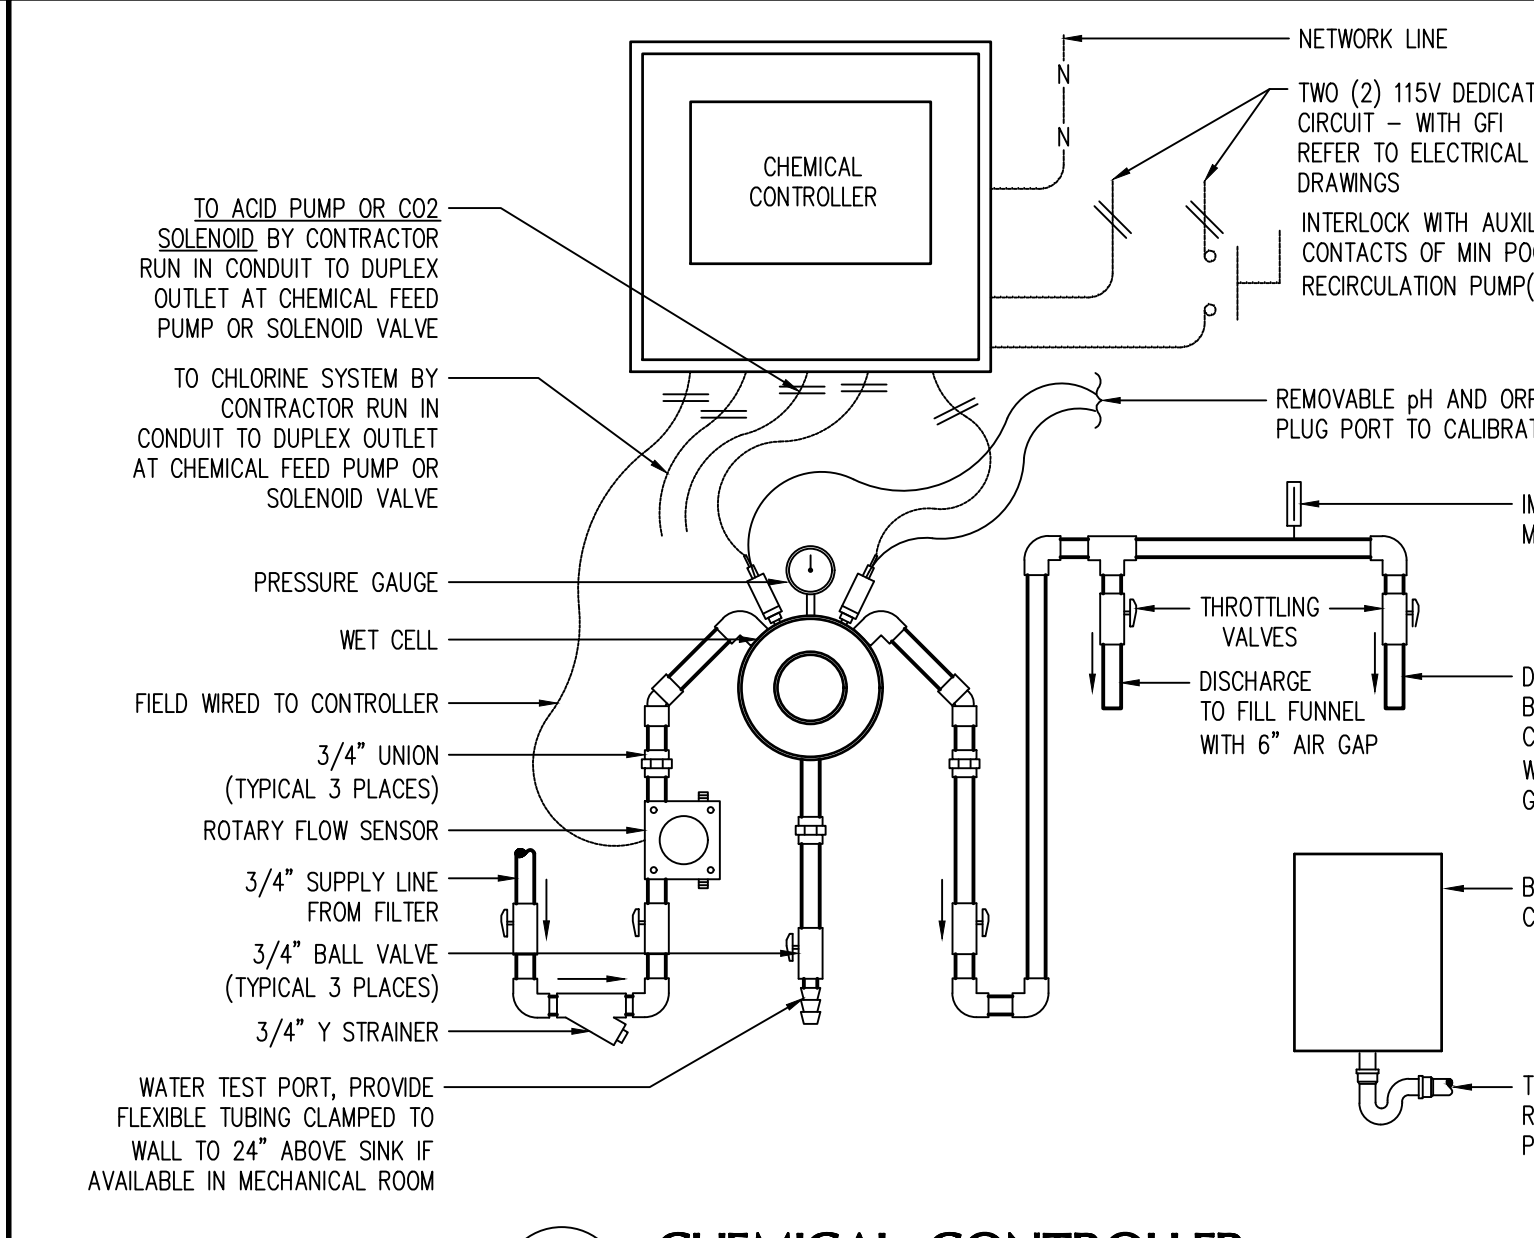 NETWORK LINE
N
N
TWO (2) 115V
CIRCUIT – WITH GFI
REFER TO ELECTRICAL
DRAWINGS
INTERLOCK WITH
CONTACTS OF MIN
RECIRCULATION PUMP(
CHEMICAL
CONTROLLER
TO ACID PUMP OR CO2
SOLENOID BY CONTRACTOR
RUN IN CONDUIT TO DUPLEX
OUTLET AT CHEMICAL FEED
PUMP OR SOLENOID VALVE
TO CHLORINE SYSTEM BY
CONTRACTOR RUN IN
CONDUIT TO DUPLEX OUTLET
AT CHEMICAL FEED PUMP OR
SOLENOID VALVE
REMOVABLE pH AND
PLUG PORT TO
PRESSURE GAUGE
WET CELL
FIELD WIRED TO CONTROLLER
3/4" UNION
(TYPICAL 3 PLACES)
ROTARY FLOW SENSOR
3/4" SUPPLY LINE
FROM FILTER
3/4" BALL VALVE
(TYPICAL 3 PLACES)
3/4" Y STRAINER
WATER TEST PORT, PROVIDE
FLEXIBLE TUBING CLAMPED TO
WALL TO 24" ABOVE SINK IF
AVAILABLE IN MECHANICAL ROOM
THROTTLING
VALVES
DISCHARGE
TO FILL FUNNEL
WITH 6" AIR GAP
CHEMICAL CONTROLLER